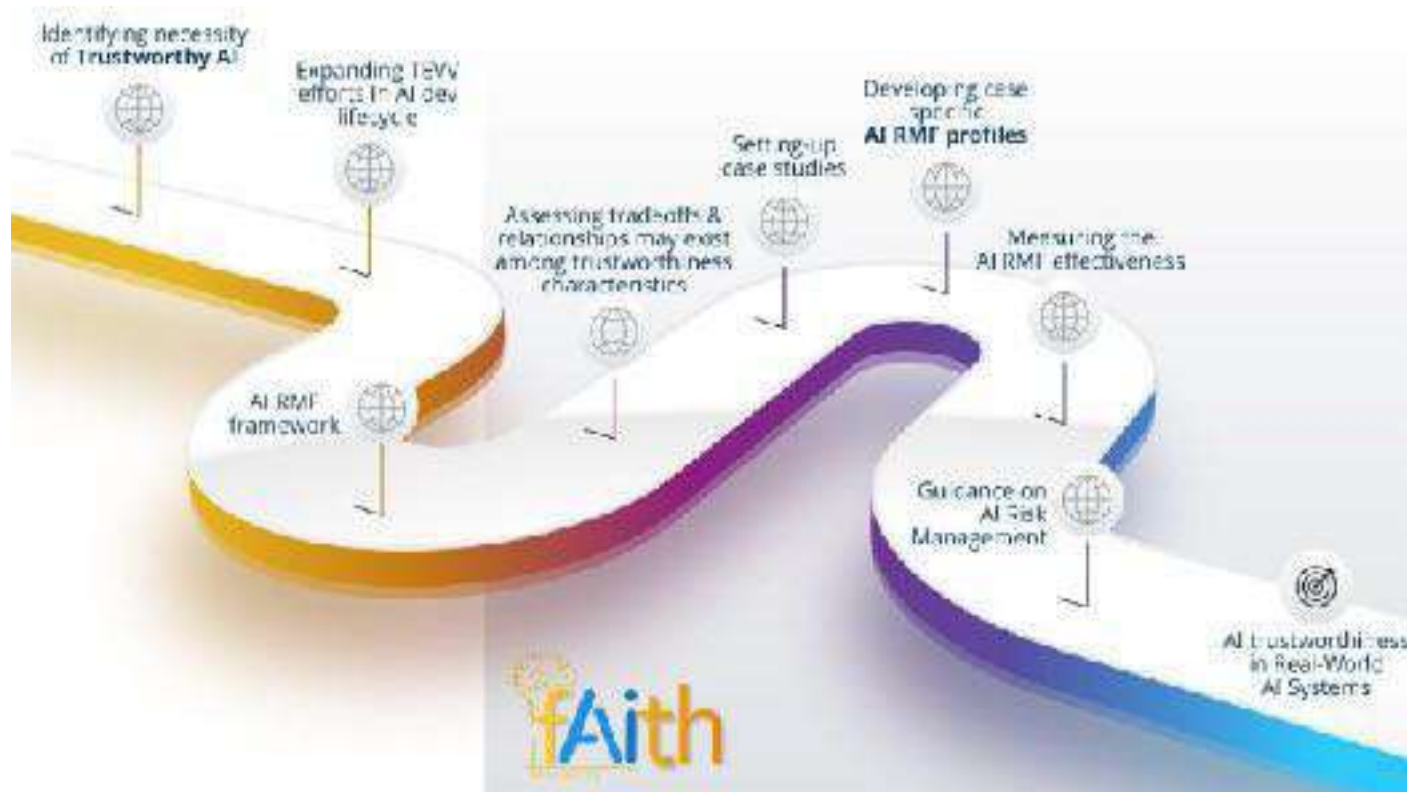 Identifying necessity
of Trustworthy AI
Expanding TEVV
efforts in AI dev
lifecycle
AI RMF
framework
Assessing tradeoffs &
relationships may exist
among trustworthiness
characteristics
Setting-up
case studies
Developing case
specific
AI RMF profiles
Measuring the
AI RMF effectiveness
Guidance on
AI Risk
Management
AI trustworthiness
in Real-World
AI Systems
fAith